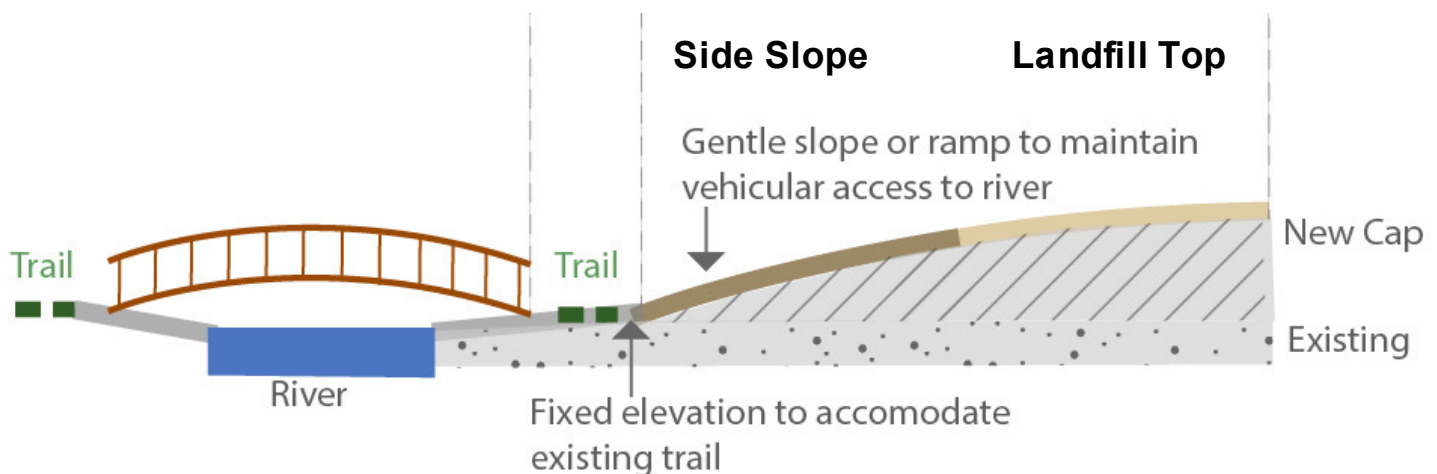 Side Slope
Landfill Top
Gentle slope or ramp to maintain
vehicular access to river
New Cap
Trail
Trail
Existing
River
Fixed elevation to accomodate
existing trail